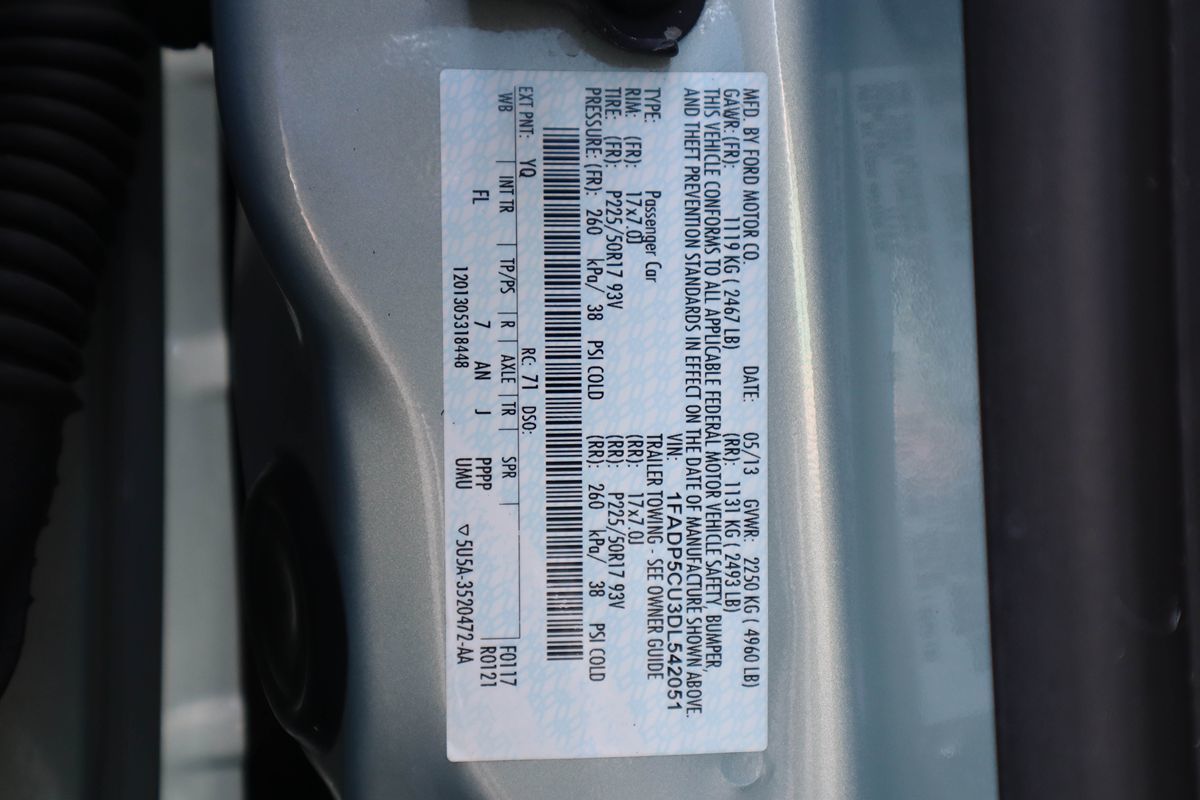 MFD. BY FORD MOTOR CO. DATE: 05/13 GVWR: 2250 KG ( 4960 LB)
GAWR: (FR): 1119 KG ( 2467 LB) (RR): 1131 KG ( 2493 LB)
THIS VEHICLE CONFORMS TO ALL APPLICABLE FEDERAL MOTOR VEHICLE SAFETY, BUMPER,
AND THEFT PREVENTION STANDARDS IN EFFECT ON THE DATE OF MANUFACTURE SHOWN ABOVE.
VIN: 1FADP5CU3DL542051
TYPE: Passenger Car TRAILER TOWING - SEE OWNER GUIDE
RIM: (FR): 17x7.0J (RR): 17x7.0J
TIRE: (FR): P225/50R17 93V (RR): P225/50R17 93V
PRESSURE: (FR): 260 kPa/ 38 PSI COLD (RR): 260 kPa/ 38 PSI COLD
EXT PNT: YQ RC: 71 DSO:
WB | INT TR | TP/PS | R | AXLE | TR | SPR F0117
FL 7 AN J PPPP R0121
1201305318448 UMU ▽5U5A-3520472-AA